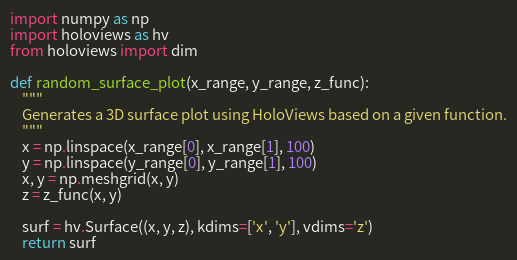 import numpy as np
import holoviews as hv
from holoviews import dim

def random_surface_plot(x_range, y_range, z_func):
    """
    Generates a 3D surface plot using HoloViews based on a given function.
    """
    x = np.linspace(x_range[0], x_range[1], 100)
    y = np.linspace(y_range[0], y_range[1], 100)
    x, y = np.meshgrid(x, y)
    z = z_func(x, y)

    surf = hv.Surface((x, y, z), kdims=['x', 'y'], vdims='z')
    return surf